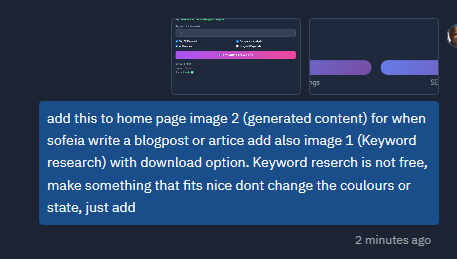 ngs
SE
add this to home page image 2 (generated content) for when
sofeia write a blogpost or artice add also image 1 (Keyword
research) with download option. Keyword reserch is not free,
make something that fits nice dont change the coulours or
state, just add
2 minutes ago